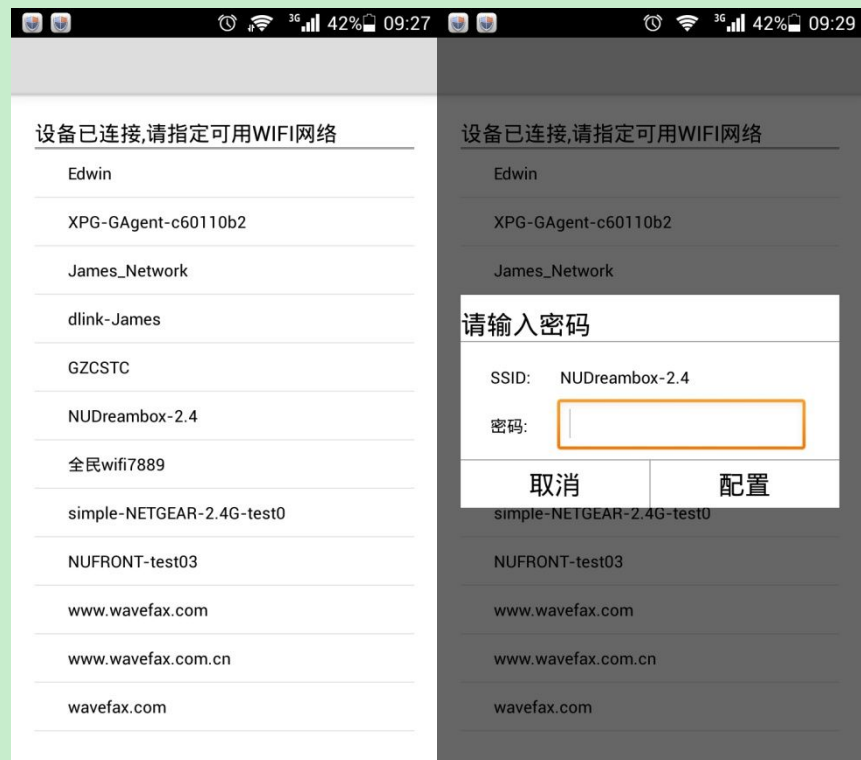 3G 42% 09:27
设备已连接,请指定可用WIFI网络
Edwin
XPG-GAgent-c60110b2
James_Network
dlink-James
GZCSTC
NUDreambox-2.4
全民wifi7889
simple-NETGEAR-2.4G-test0
NUFRONT-test03
www.wavefax.com
www.wavefax.com.cn
wavefax.com
3G 42% 09:29
设备已连接,请指定可用WIFI网络
Edwin
XPG-GAgent-c60110b2
James_Network
请输入密码
SSID: NUDreambox-2.4
密码:
取消 配置
simple-NETGEAR-2.4G-test0
NUFRONT-test03
www.wavefax.com
www.wavefax.com.cn
wavefax.com